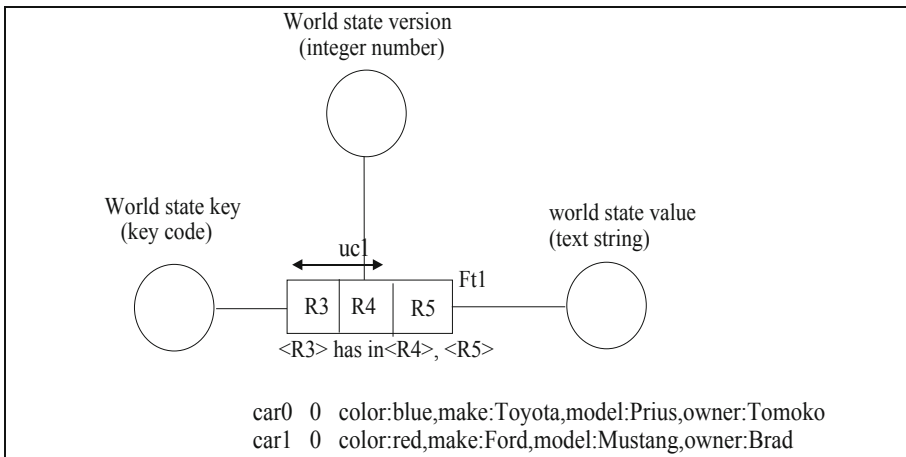 World state version
(integer number)
World state key
(key code)
world state value
(text string)
uc1
Ft1
R3 R4 R5
<R3> has in<R4>, <R5>
car0 0 color:blue,make:Toyota,model:Prius,owner:Tomoko
car1 0 color:red,make:Ford,model:Mustang,owner:Brad